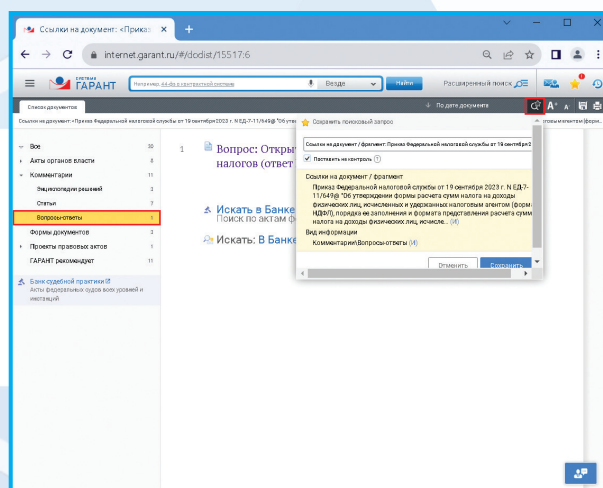 Ссылки на документ: «Приказ
internet.garant.ru/#/dodist/15517:6
СИСТЕМА
ГАРАНТ
Например, 44-фз о контрактной системе
Везде
Найти
Расширенный поиск
Список документов
По дате документа
Ссылки на документ: «Приказ Федеральной налоговой службы от 19 сентября 2023 г. N ЕД-7-11/649@ "Об утве
Все 30
Акты органов власти 8
Комментарии 11
Энциклопедия решений 3
Статьи 7
Вопросы-ответы 1
Формы документов 3
Проекты правовых актов 1
ГАРАНТ рекомендует 11
Банк судебной практики
Акты федеральных судов всех уровней и инстанций
1 Вопрос: Откры
налогов (ответ
Искать в Банке
Поиск по актам ф
Искать: В Банке
Сохранить поисковый запрос
Ссылки на документ / фрагмент: Приказ Федеральной налоговой службы от 19 сентября 2
Поставить на контроль
Ссылки на документ / фрагмент
Приказ Федеральной налоговой службы от 19 сентября 2023 г. N ЕД-7-
11/649@ "Об утверждении формы расчета сумм налога на доходы
физических лиц, исчисленных и удержанных налоговым агентом (форм
НДФЛ), порядка ее заполнения и формата представления расчета сумм
налога на доходы физических лиц, исчисле... (И)
Вид информации
Комментарии\Вопросы-ответы (И)
Отменить
Сохранить